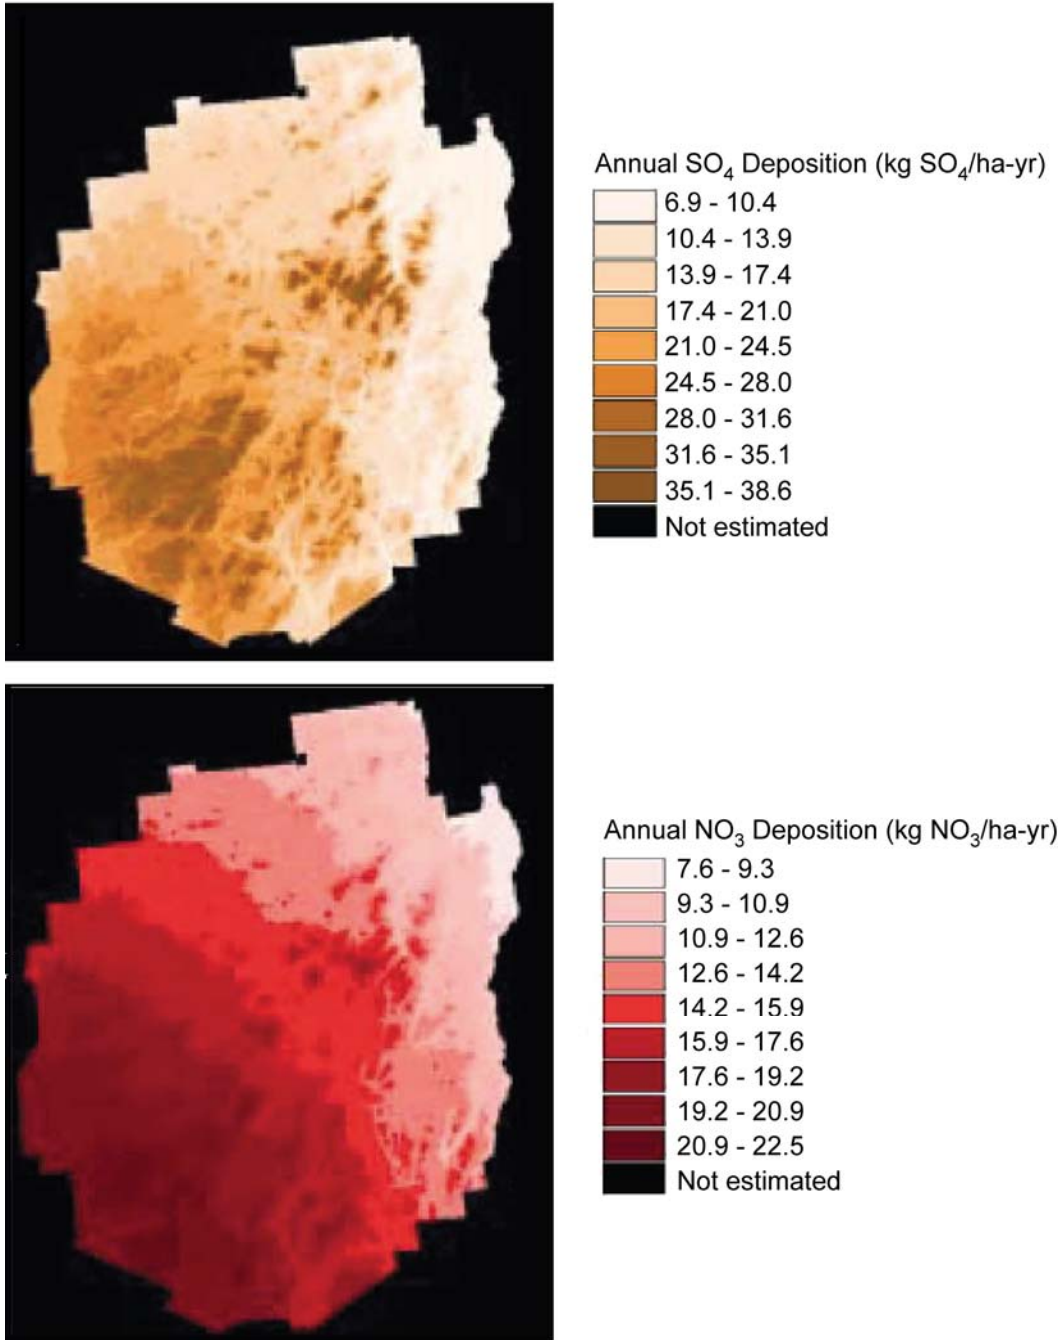 Annual SO4 Deposition (kg SO4/ha-yr)
6.9 - 10.4
10.4 - 13.9
13.9 - 17.4
17.4 - 21.0
21.0 - 24.5
24.5 - 28.0
28.0 - 31.6
31.6 - 35.1
35.1 - 38.6
Not estimated
Annual NO3 Deposition (kg NO3/ha-yr)
7.6 - 9.3
9.3 - 10.9
10.9 - 12.6
12.6 - 14.2
14.2 - 15.9
15.9 - 17.6
17.6 - 19.2
19.2 - 20.9
20.9 - 22.5
Not estimated